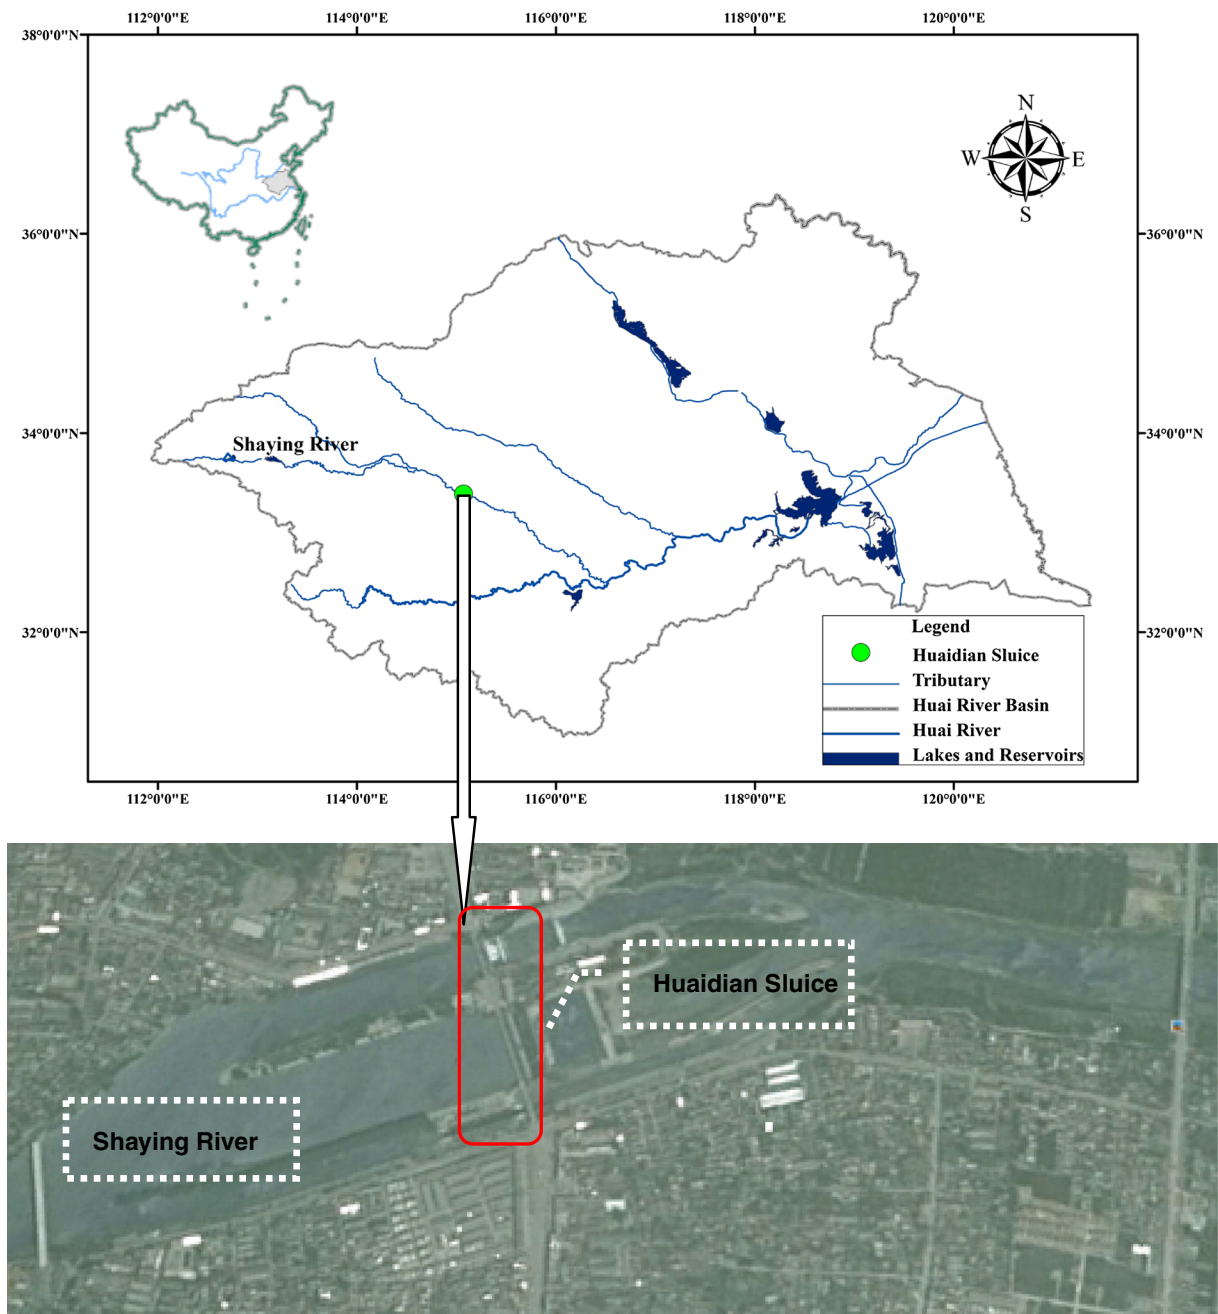 112°0'0"E 114°0'0"E 116°0'0"E 118°0'0"E 120°0'0"E
38°0'0"N
N
W E
S
36°0'0"N 36°0'0"N
34°0'0"N 34°0'0"N
Shaying River
32°0'0"N 32°0'0"N
Legend
Huaidian Sluice
Tributary
Huai River Basin
Huai River
Lakes and Reservoirs
112°0'0"E 114°0'0"E 116°0'0"E 118°0'0"E 120°0'0"E
Huaidian Sluice
Shaying River